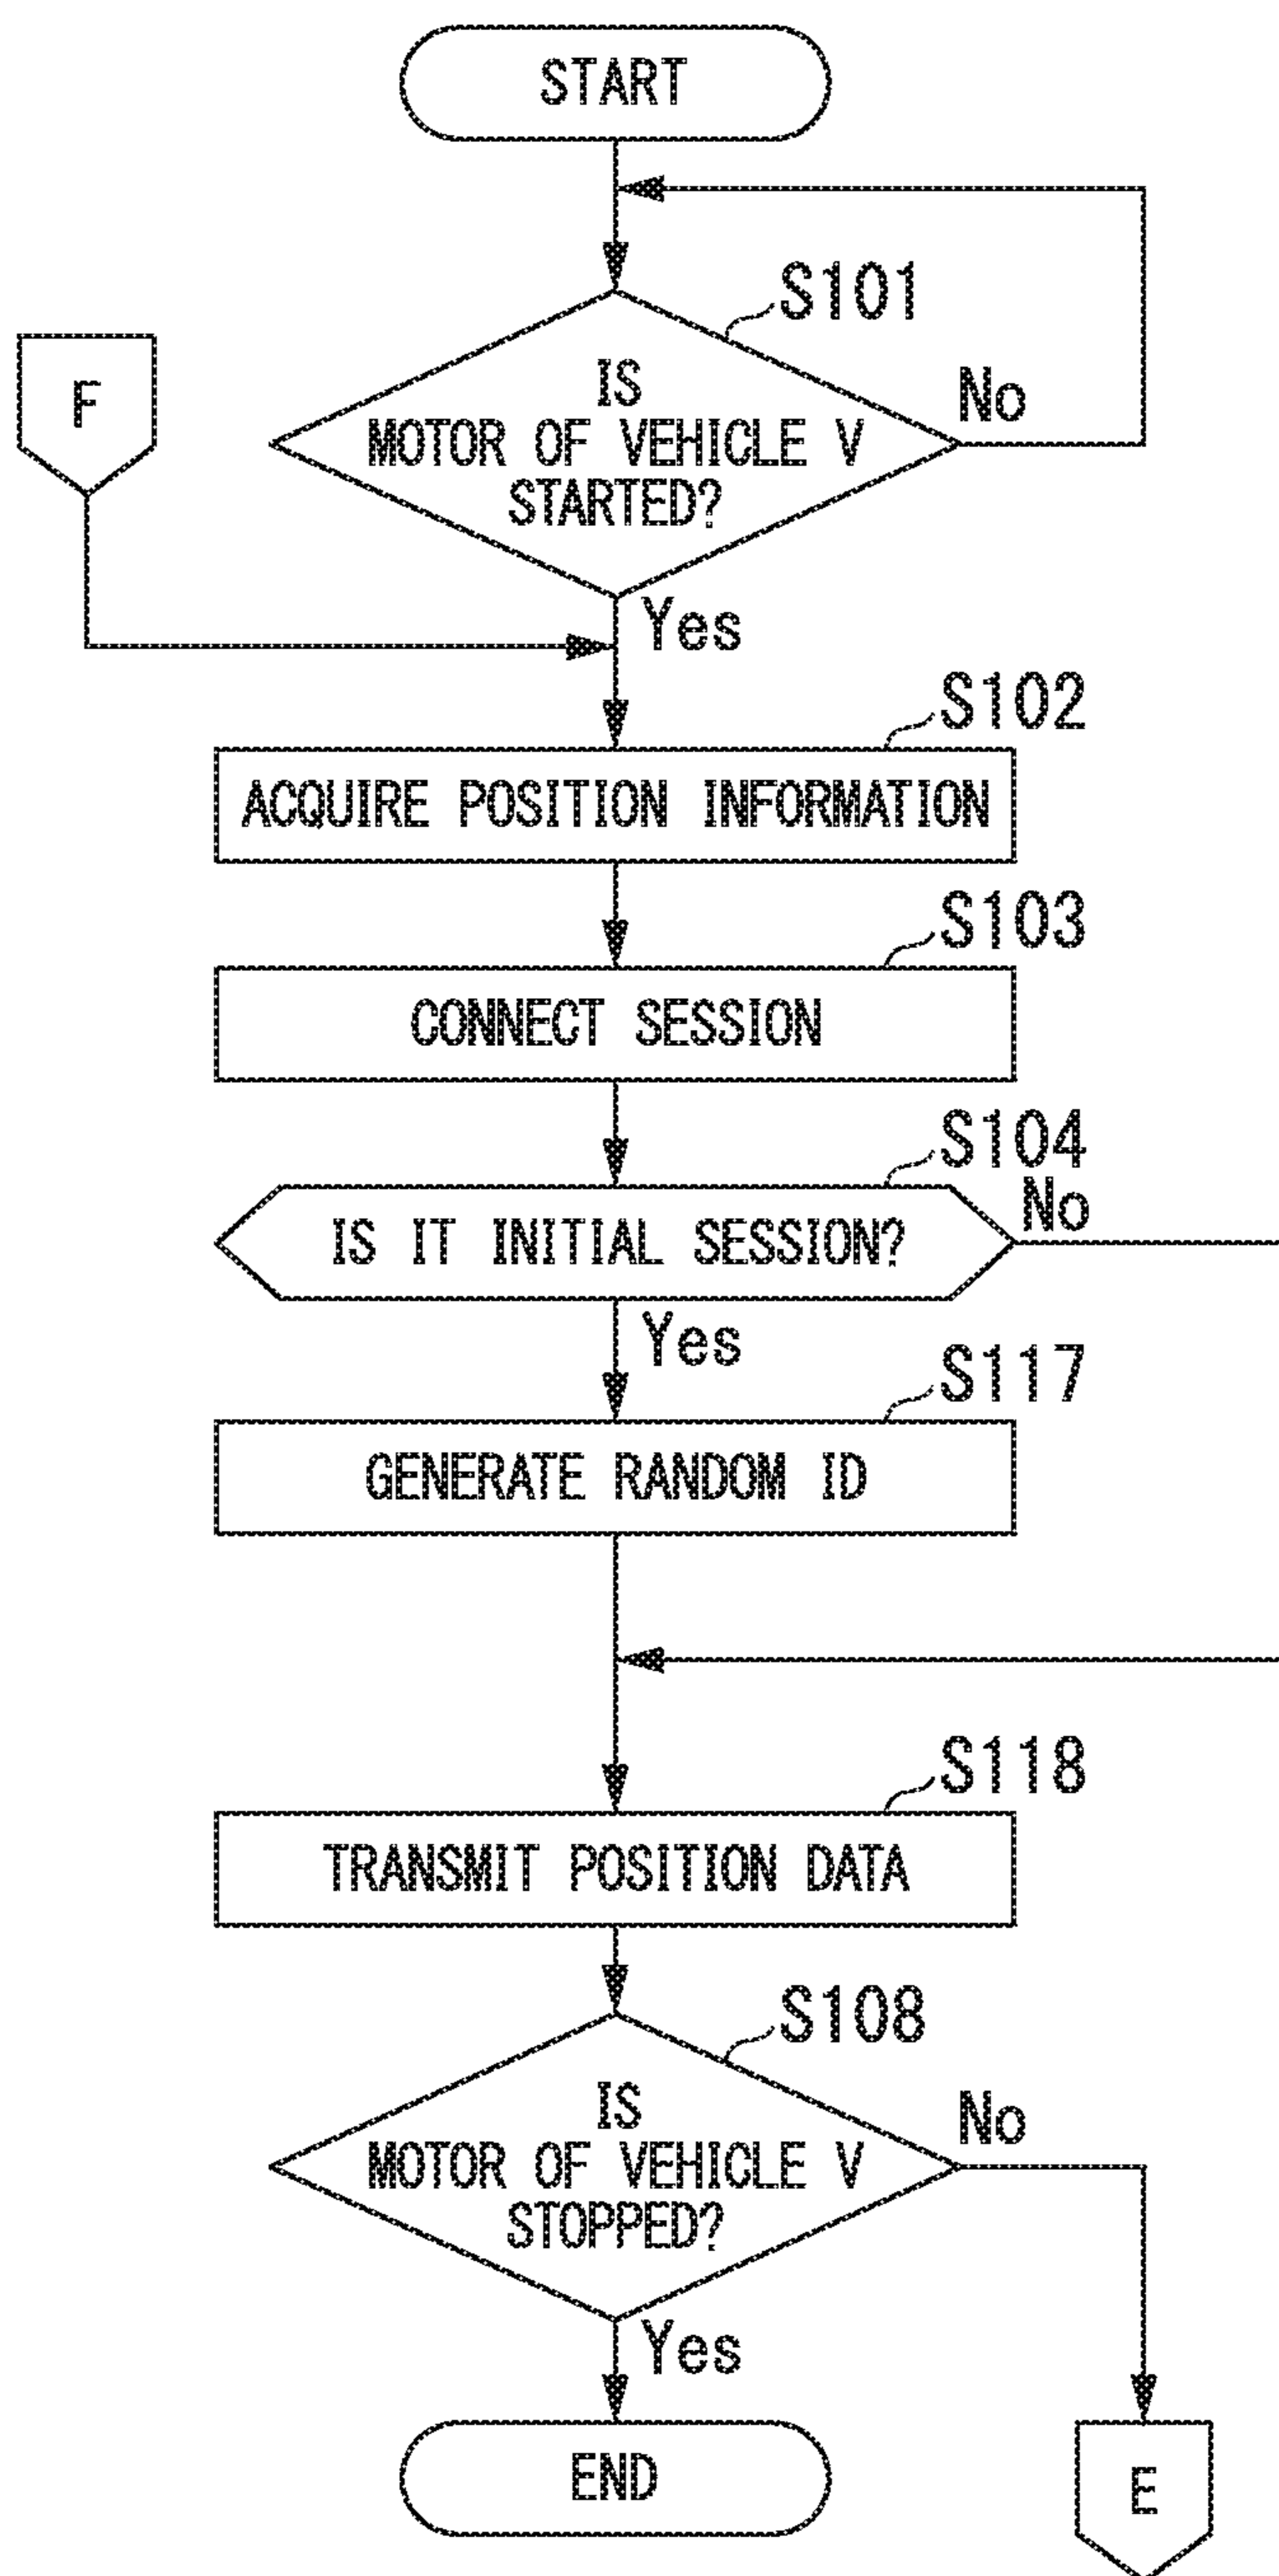 START
S101
F
IS
MOTOR OF VEHICLE V
STARTED?
No
Yes
S102
ACQUIRE POSITION INFORMATION
S103
CONNECT SESSION
S104
IS IT INITIAL SESSION?
No
Yes
S117
GENERATE RANDOM ID
S118
TRANSMIT POSITION DATA
S108
IS
MOTOR OF VEHICLE V
STOPPED?
No
Yes
END
E